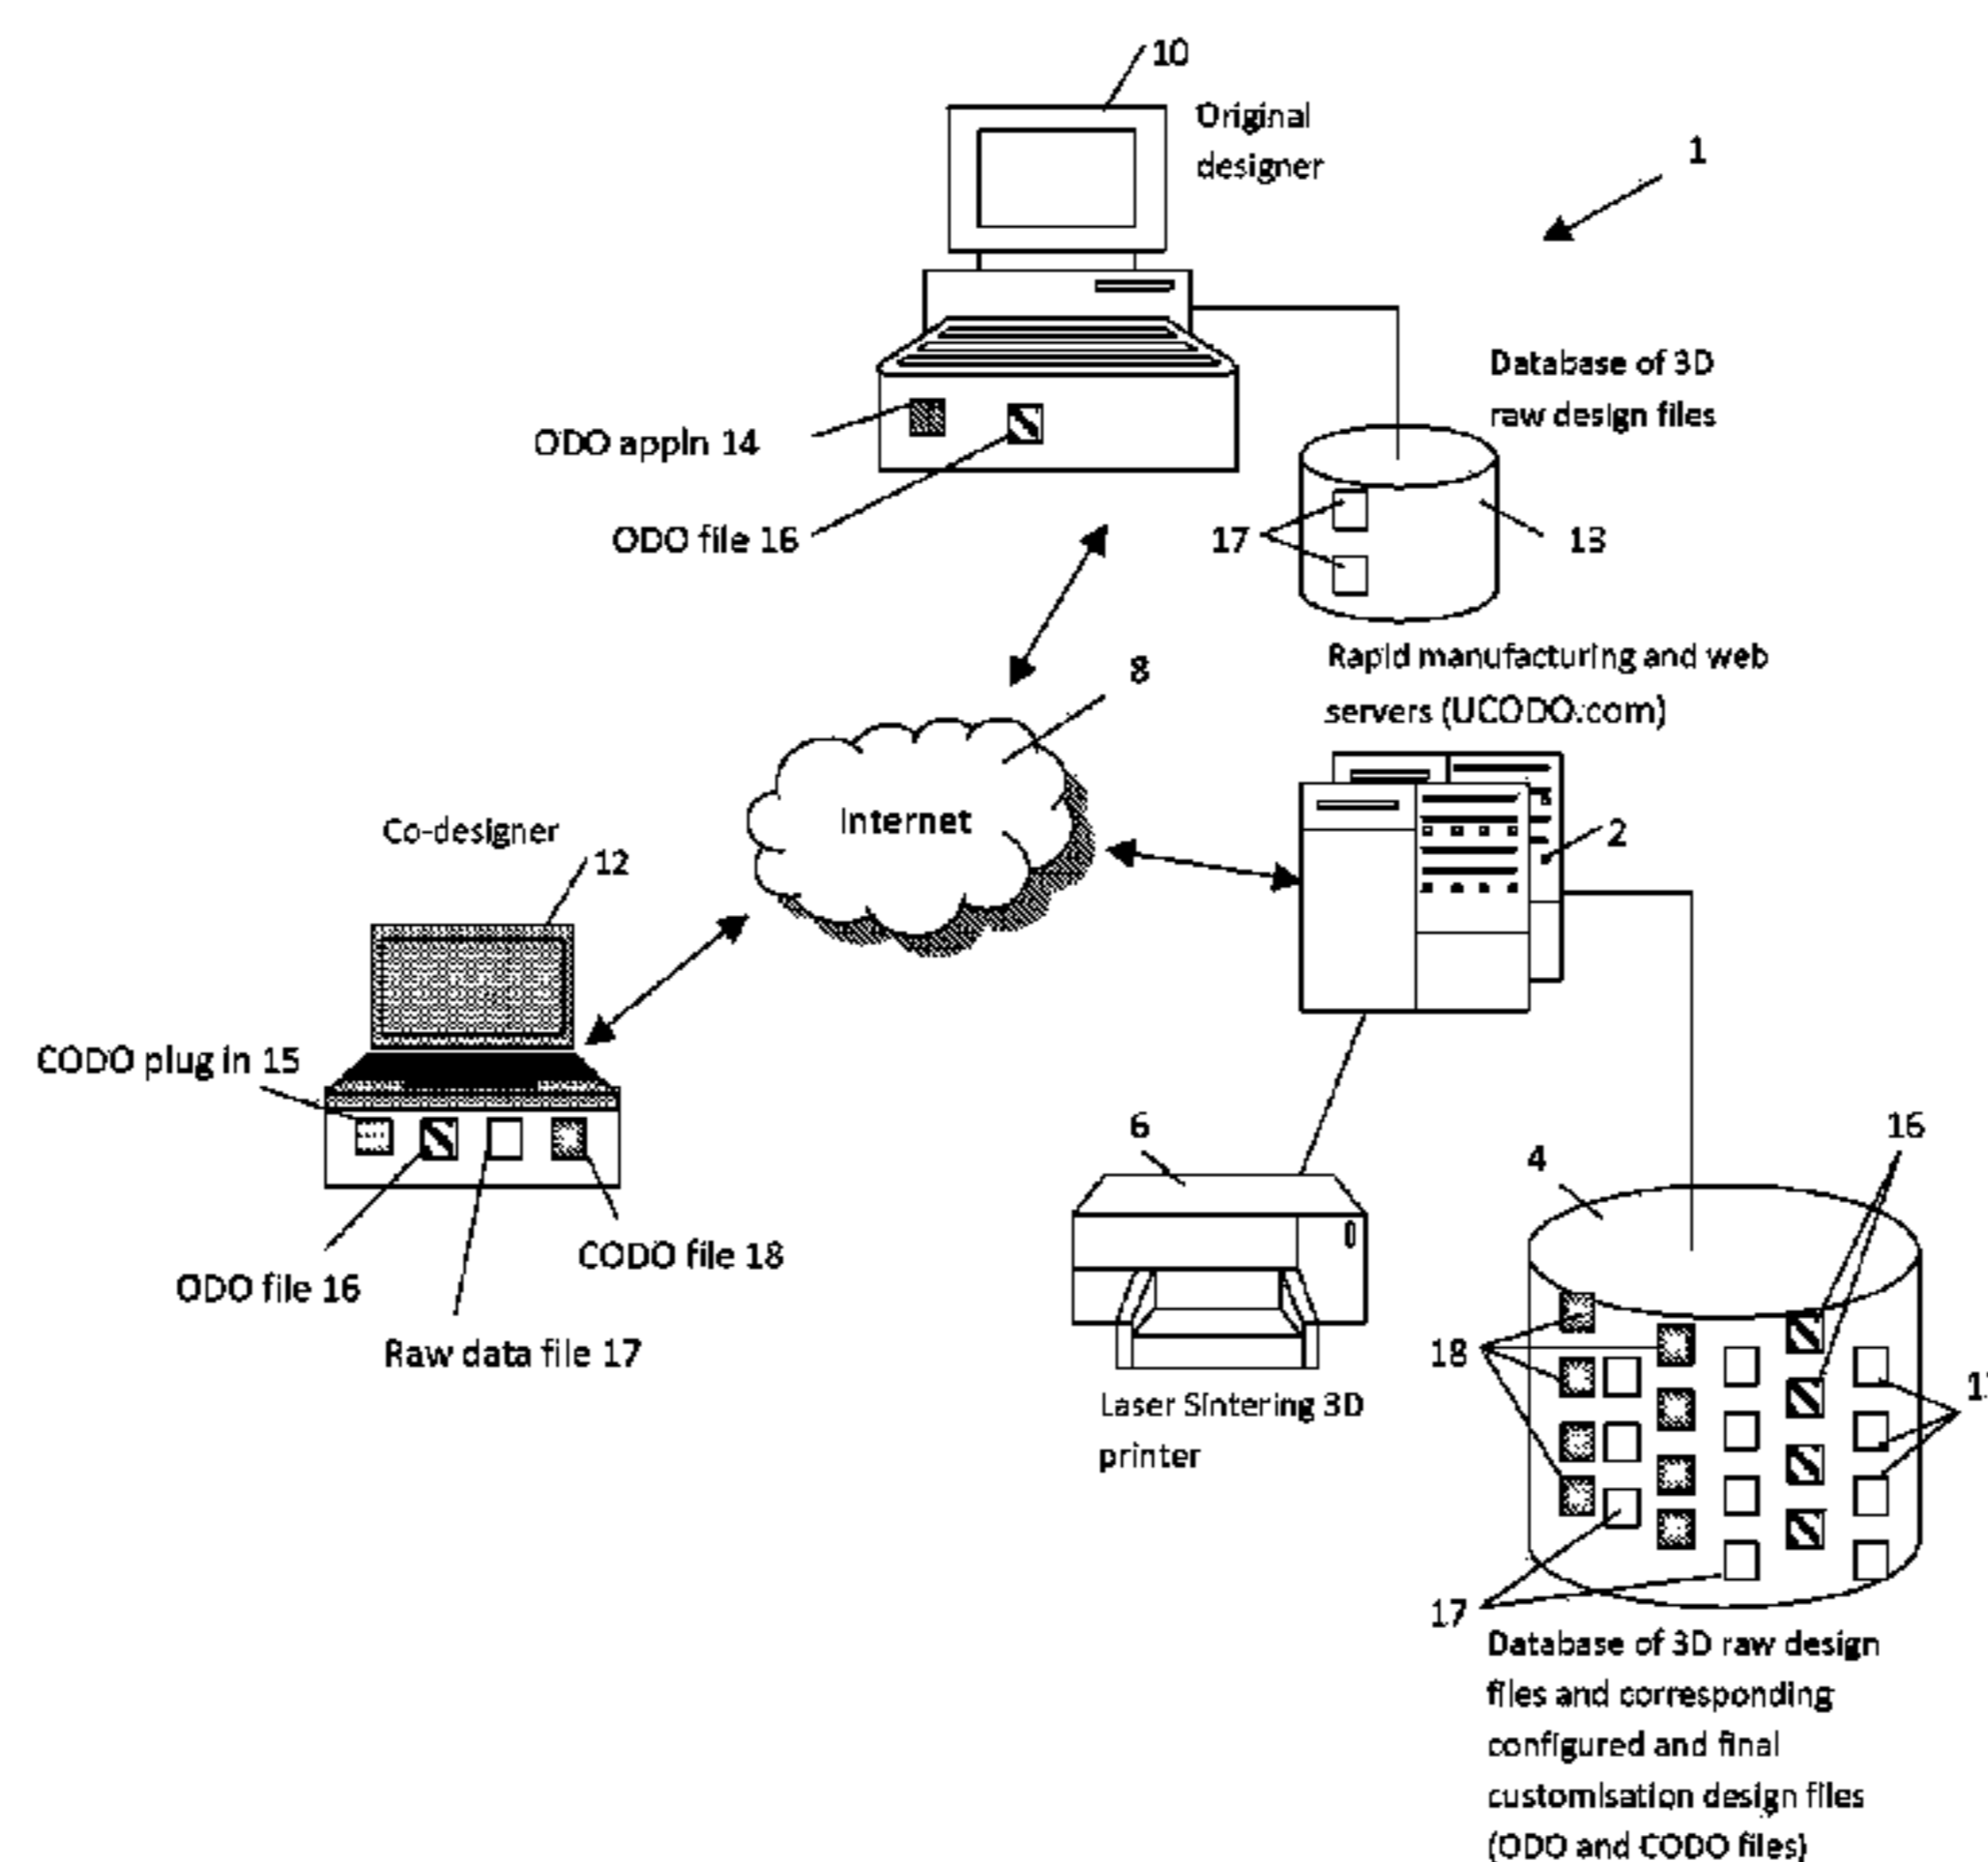 10
Original
designer
1
Database of 3D
raw design files
ODO appln 14
ODO file 16
17
13
Rapid manufacturing and web
servers (UCODO.com)
8
Internet
2
Co-designer
12
CODO plug in 15
ODO file 16
Raw data file 17
CODO file 18
6
Laser Sintering 3D
printer
4
16
18
17
Database of 3D raw design
files and corresponding
configured and final
customisation design files
(ODO and CODO files)